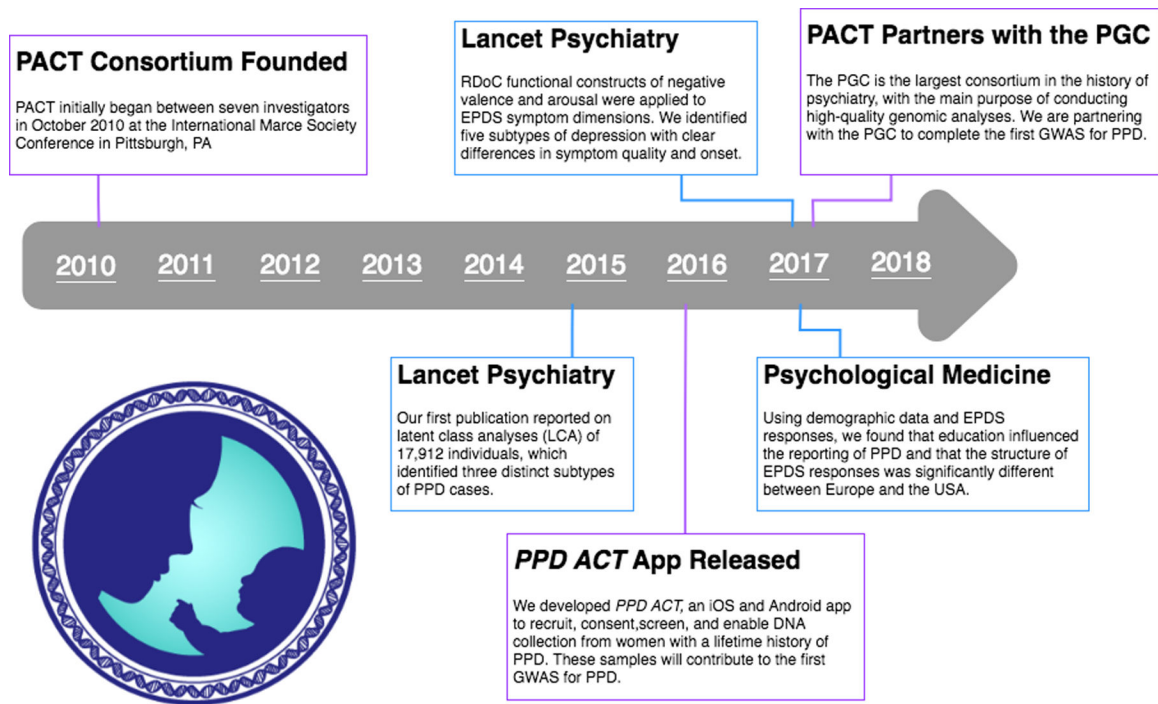 PACT Consortium Founded
PACT initially began between seven investigators
in October 2010 at the International Marce Society
Conference in Pittsburgh, PA
Lancet Psychiatry
RDoC functional constructs of negative
valence and arousal were applied to
EPDS symptom dimensions. We identified
five subtypes of depression with clear
differences in symptom quality and onset.
PACT Partners with the PGC
The PGC is the largest consortium in the history of
psychiatry, with the main purpose of conducting
high-quality genomic analyses. We are partnering
with the PGC to complete the first GWAS for PPD.
2010 2011 2012 2013 2014 2015 2016 2017 2018
Lancet Psychiatry
Our first publication reported on
latent class analyses (LCA) of
17,912 individuals, which
identified three distinct subtypes
of PPD cases.
Psychological Medicine
Using demographic data and EPDS
responses, we found that education influenced
the reporting of PPD and that the structure of
EPDS responses was significantly different
between Europe and the USA.
PPD ACT App Released
We developed PPD ACT, an iOS and Android app
to recruit, consent,screen, and enable DNA
collection from women with a lifetime history of
PPD. These samples will contribute to the first
GWAS for PPD.